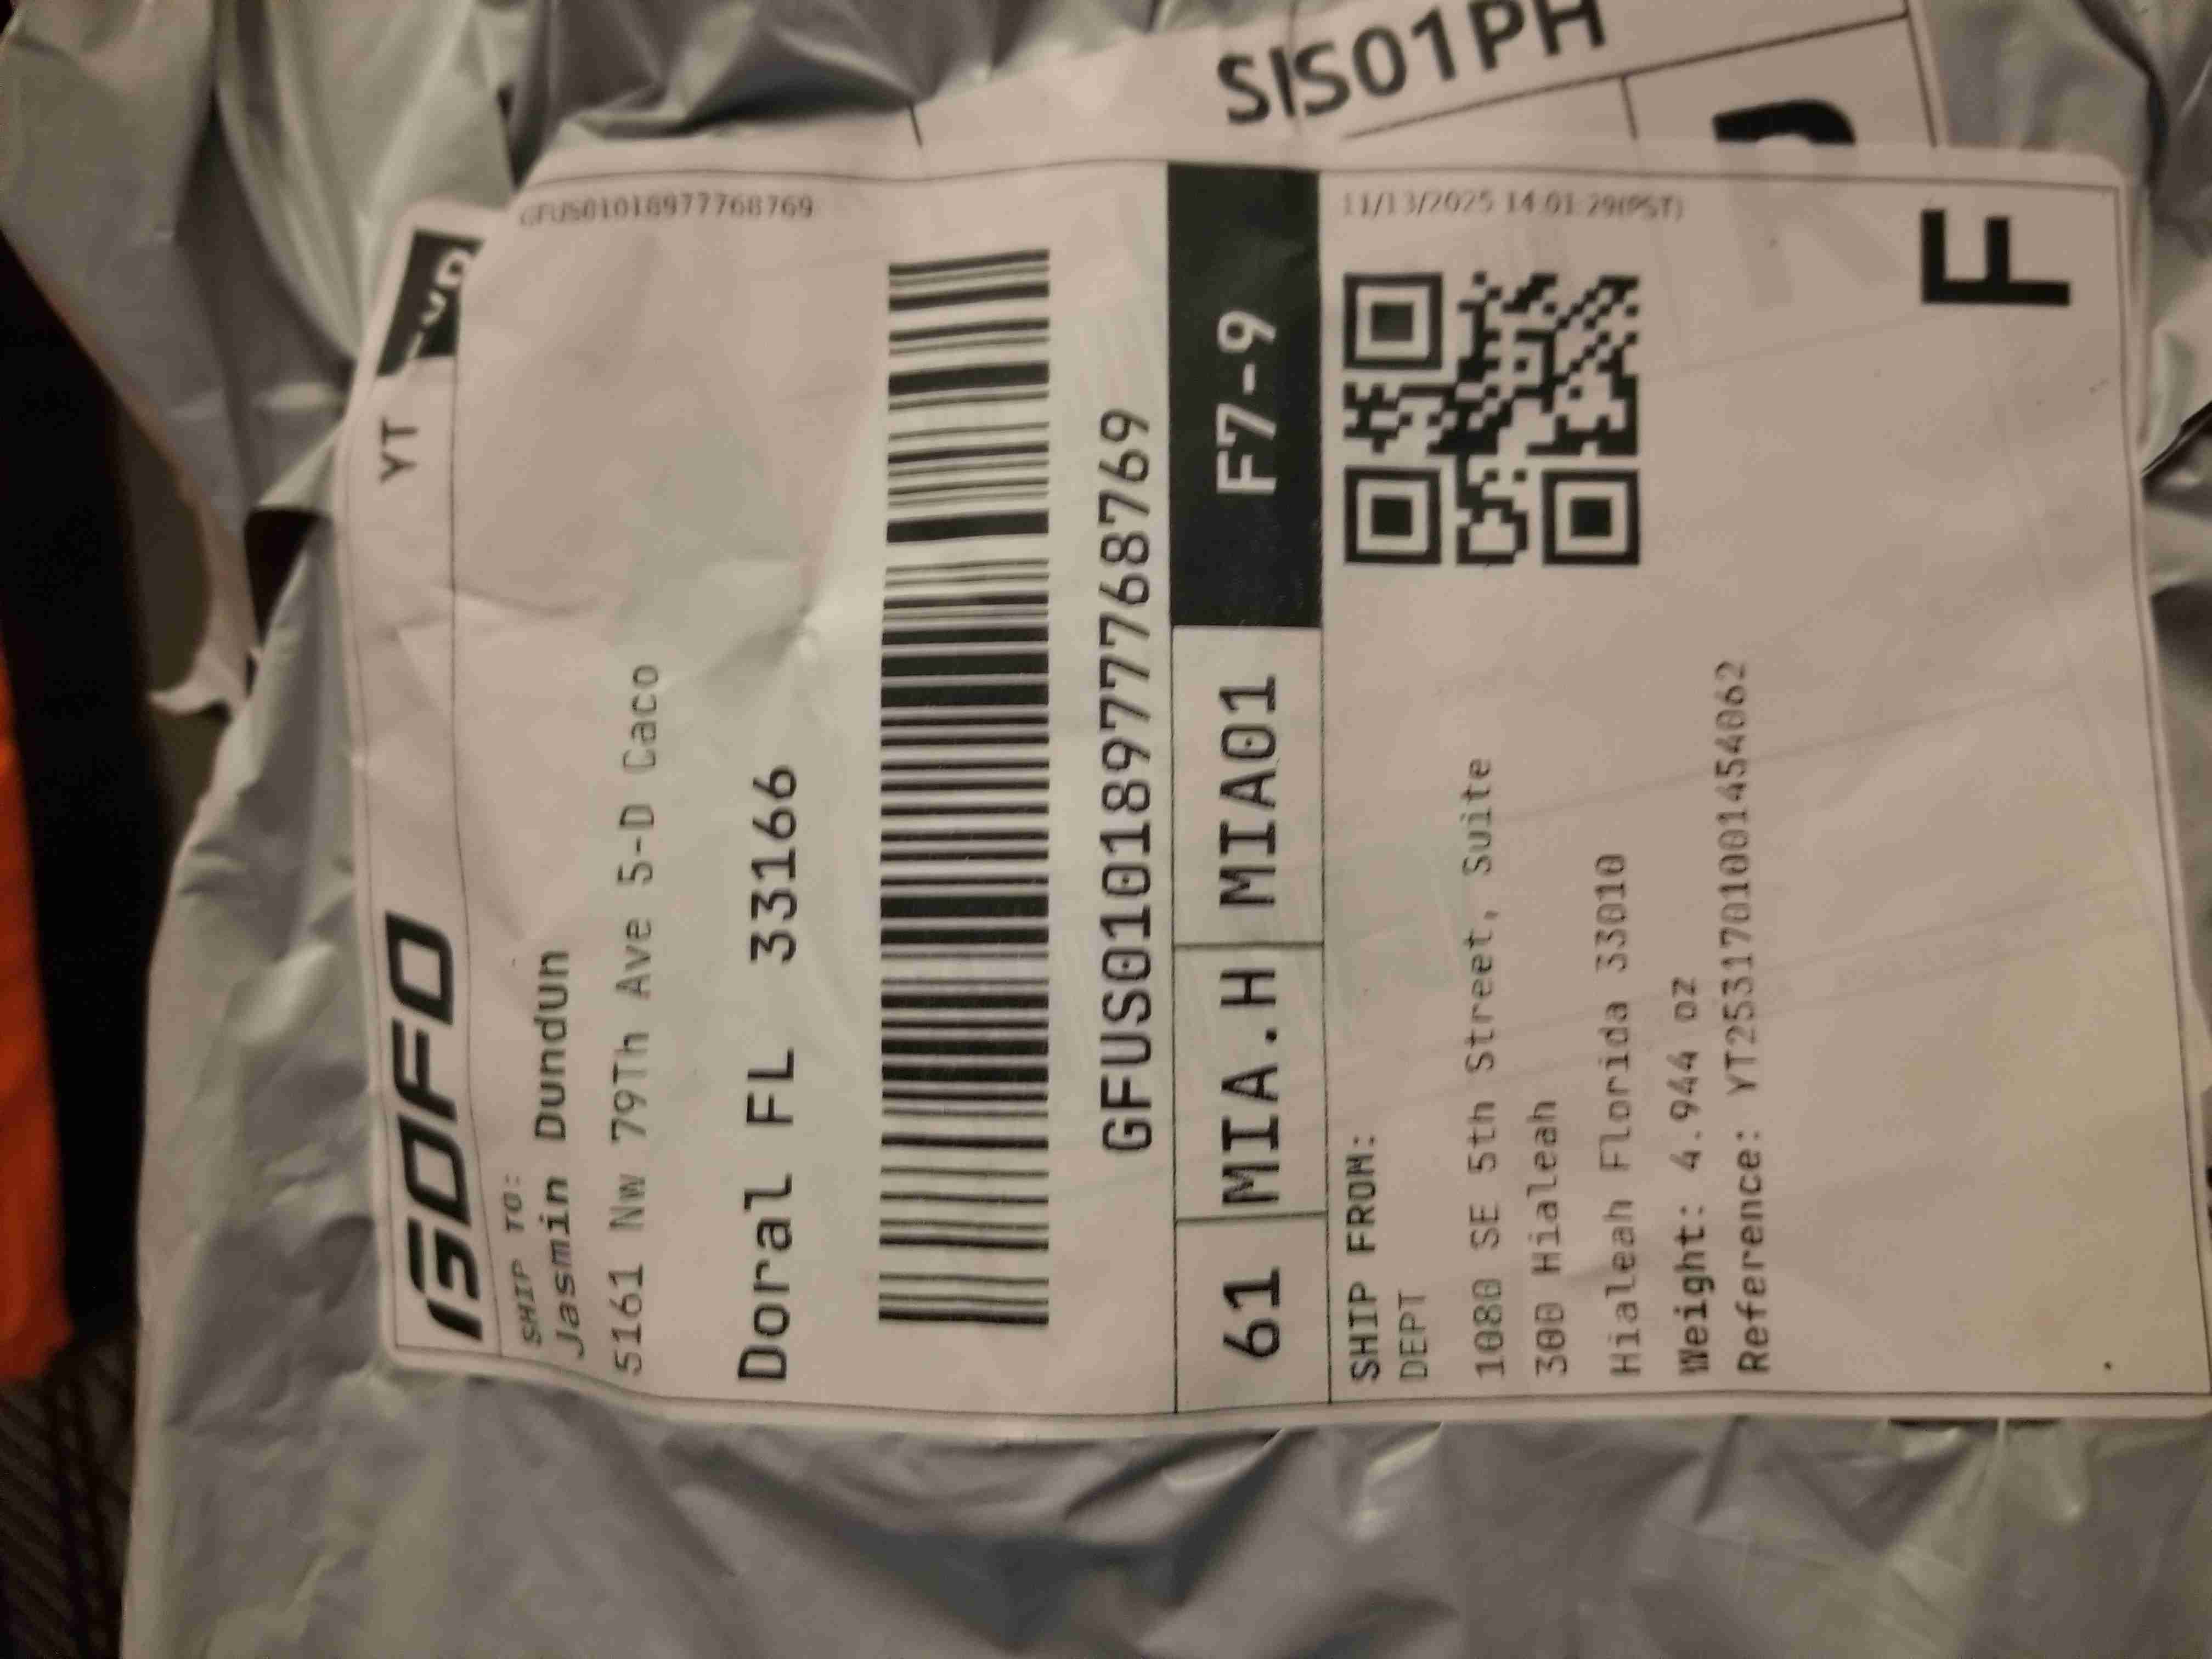 GOFO
YT
GFUS01018977768769
SHIP TO:
Jasmin Dundun
5161 Nw 79Th Ave 5-D Caco
Doral FL 33166
GFUS01018977768769
61 MIA.H MIA01 F7-9
SHIP FROM:
DEPT
11/13/2025 14:01:29(PST)
1080 SE 5th Street, Suite
300 Hialeah
Hialeah Florida 33010
Weight: 4.944 oz
Reference: YT2531701001454062
F
SIS01PH